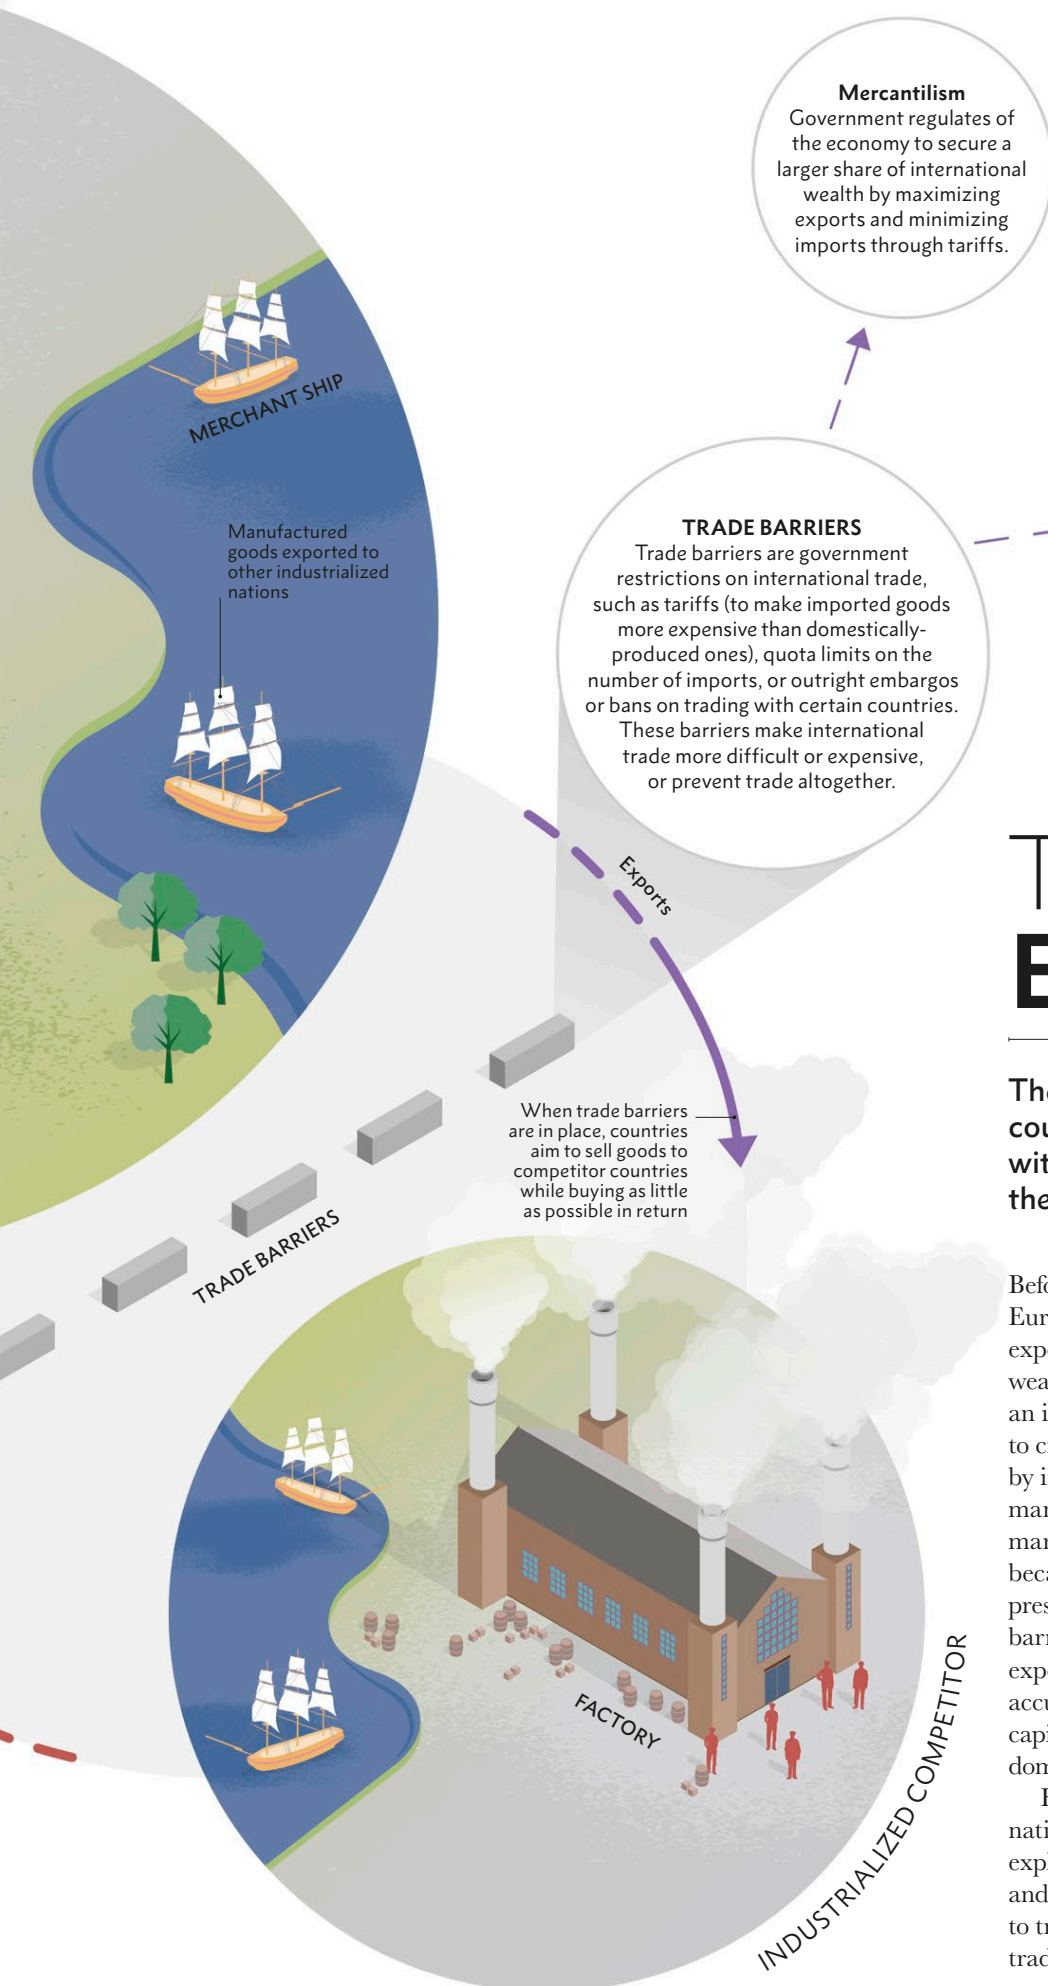 Mercantilism
Government regulates of
the economy to secure a
larger share of international
wealth by maximizing
exports and minimizing
imports through tariffs.
MERCHANT SHIP
Manufactured
goods exported to
other industrialized
nations
TRADE BARRIERS
Trade barriers are government
restrictions on international trade,
such as tariffs (to make imported goods
more expensive than domestically-
produced ones), quota limits on the
number of imports, or outright embargos
or bans on trading with certain countries.
These barriers make international
trade more difficult or expensive,
or prevent trade altogether.
Exports
When trade barriers
are in place, countries
aim to sell goods to
competitor countries
while buying as little
as possible in return
TRADE BARRIERS
FACTORY
INDUSTRIALIZED COMPETITOR
T
E
an i
to c
by i
and
to t